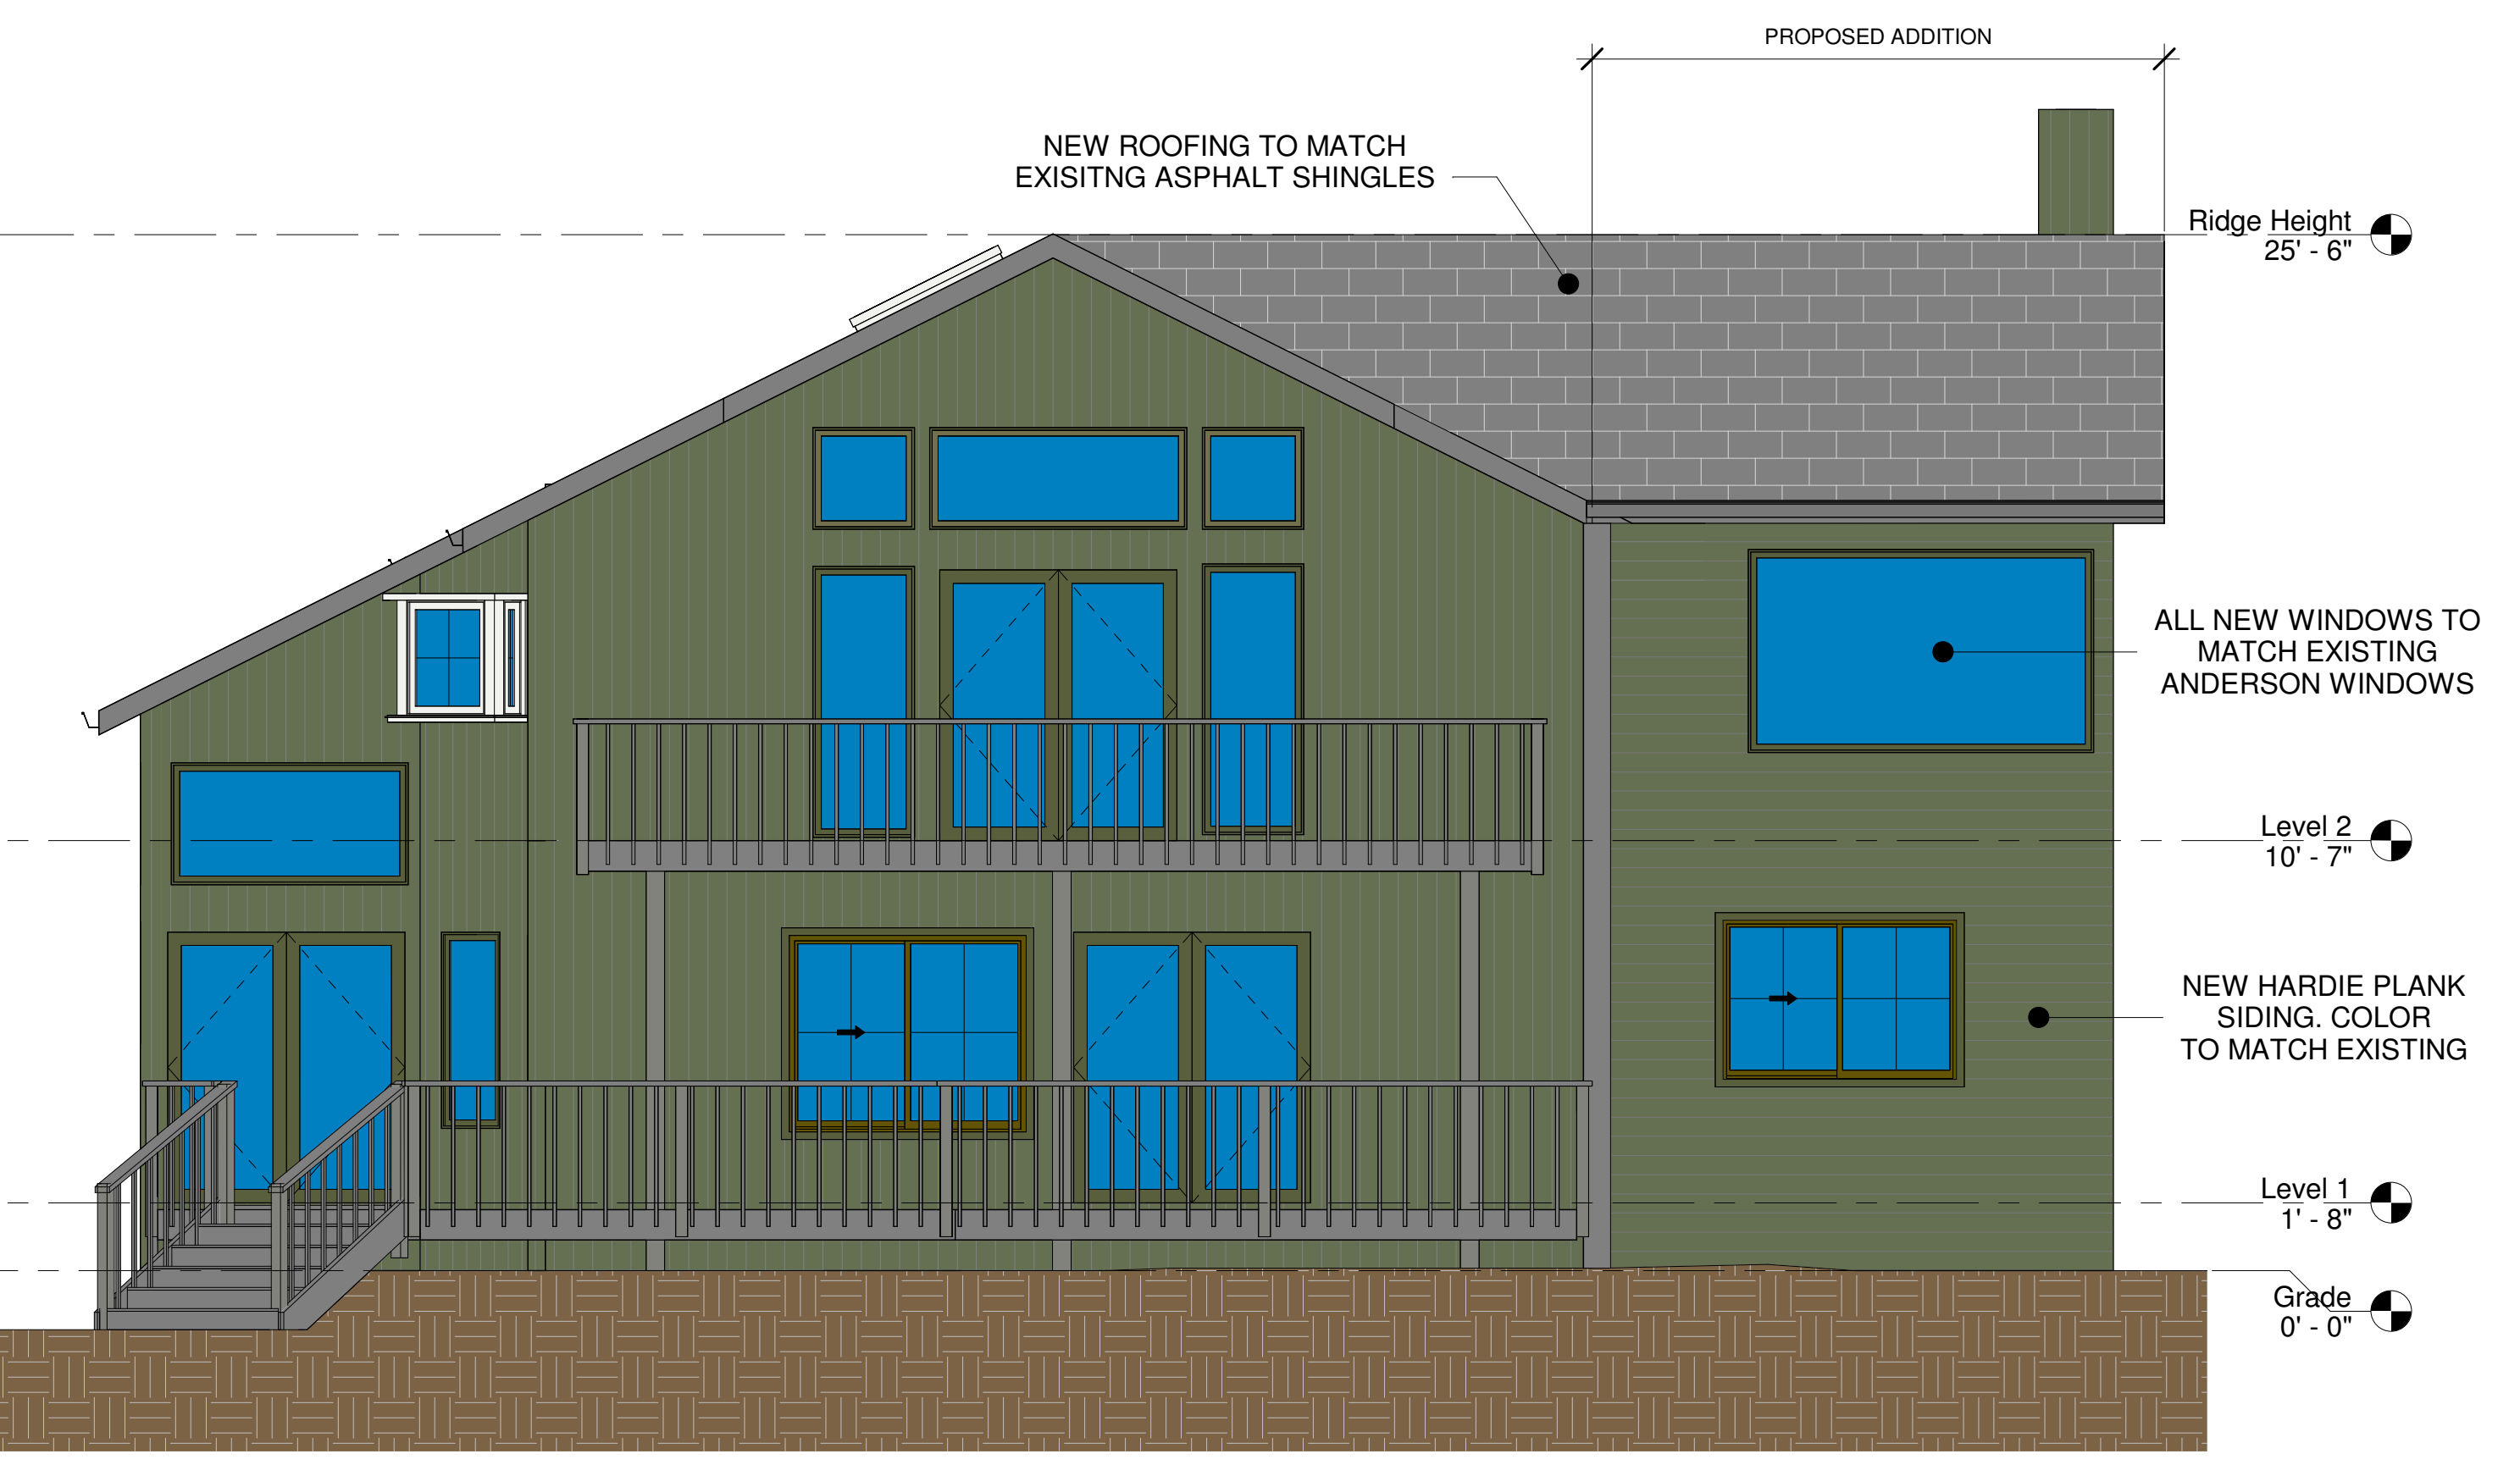 PROPOSED ADDITION
NEW ROOFING TO MATCH
EXISITNG ASPHALT SHINGLES
Ridge Height
25' - 6"
ALL NEW WINDOWS TO
MATCH EXISTING
ANDERSON WINDOWS
Level 2
10' - 7"
NEW HARDIE PLANK
SIDING. COLOR
TO MATCH EXISTING
Level 1
1' - 8"
Grade
0' - 0"